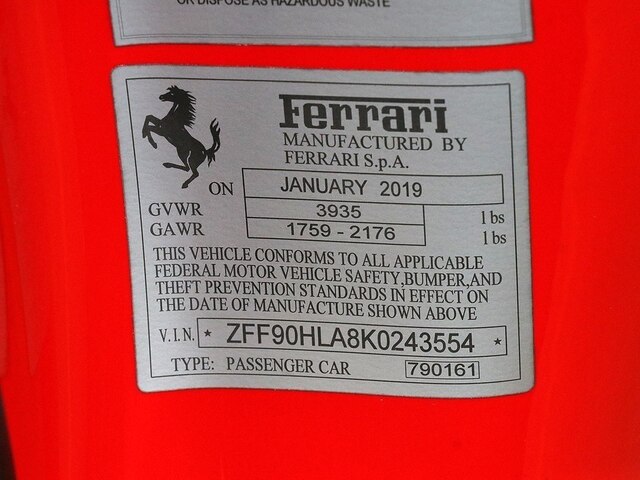 OR DISPOSE AS HAZARDOUS WASTE
Ferrari
MANUFACTURED BY
FERRARI S.p.A.
ON JANUARY 2019
GVWR 3935 lbs
GAWR 1759 - 2176 lbs
THIS VEHICLE CONFORMS TO ALL APPLICABLE
FEDERAL MOTOR VEHICLE SAFETY,BUMPER,AND
THEFT PREVENTION STANDARDS IN EFFECT ON
THE DATE OF MANUFACTURE SHOWN ABOVE
V.I.N. * ZFF90HLA8K0243554 *
TYPE: PASSENGER CAR 790161